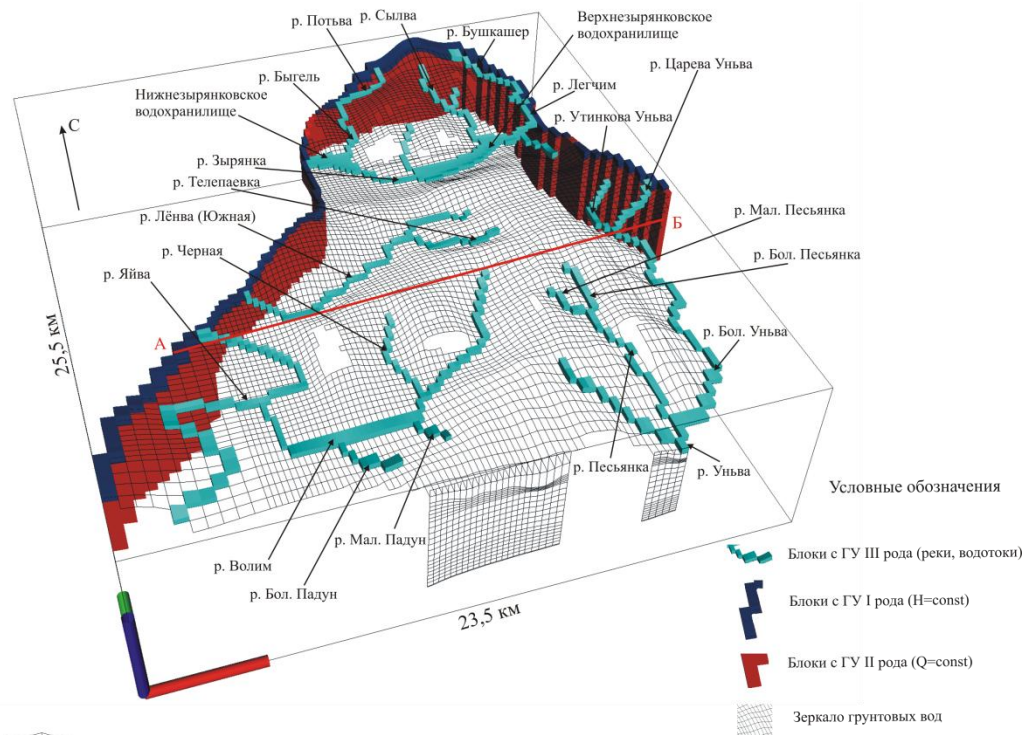 р. Потьва
р. Сылва
р. Бушкашер
Верхнезырянковское
водохранилище
р. Быгель
Нижнезырянковское
водохранилище
р. Царева Уньва
р. Легчим
р. Утинкова Уньва
С
р. Зырянка
р. Телепаевка
р. Лёнва (Южная)
р. Черная
р. Яйва
Б
р. Мал. Песьянка
р. Бол. Песьянка
р. Бол. Уньва
А
25,5 км
р. Песьянка
р. Уньва
р. Мал. Падун
р. Волим
р. Бол. Падун
23,5 км
Условные обозначения
Блоки с ГУ III рода (реки, водотоки)
Блоки с ГУ I рода (H=const)
Блоки с ГУ II рода (Q=const)
Зеркало грунтовых вод